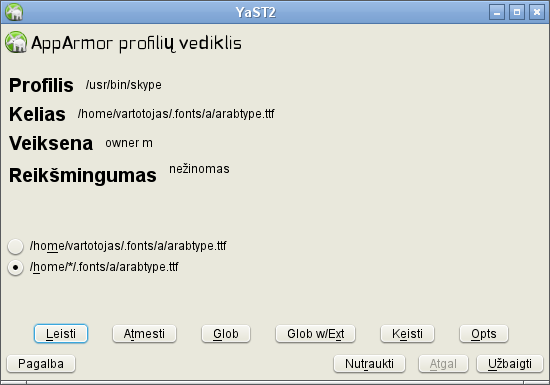 YaST2
AppArmor profilių vediklis
Profilis /usr/bin/skype
Kelias /home/vartotojas/.fonts/a/arabtype.ttf
Veiksena owner m
Reikšmingumas nežinomas
/home/vartotojas/.fonts/a/arabtype.ttf
/home/*/.fonts/a/arabtype.ttf
Leisti Atmesti Glob Glob w/Ext Keisti Opts
Pagalba Nutraukti Atgal Užbaigti